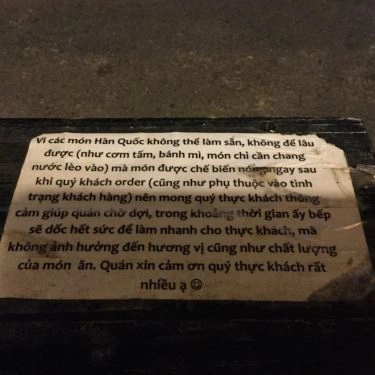 Vì các món Hàn Quốc không thể làm sẵn, không để lâu
được (như cơm tấm, bánh mì, món chỉ cần chang
nước lèo vào) mà món được chế biến nóng ngay sau
khi quý khách order (cũng như phụ thuộc vào tình
trạng khách hàng) nên mong quý thực khách thông
cảm giúp quán chờ đợi, trong khoảng thời gian ấy bếp
sẽ dốc hết sức để làm nhanh cho thực khách, mà
không ảnh hưởng đến hương vị cũng như chất lượng
của món ăn. Quán xin cảm ơn quý thực khách rất
nhiều ạ ☺